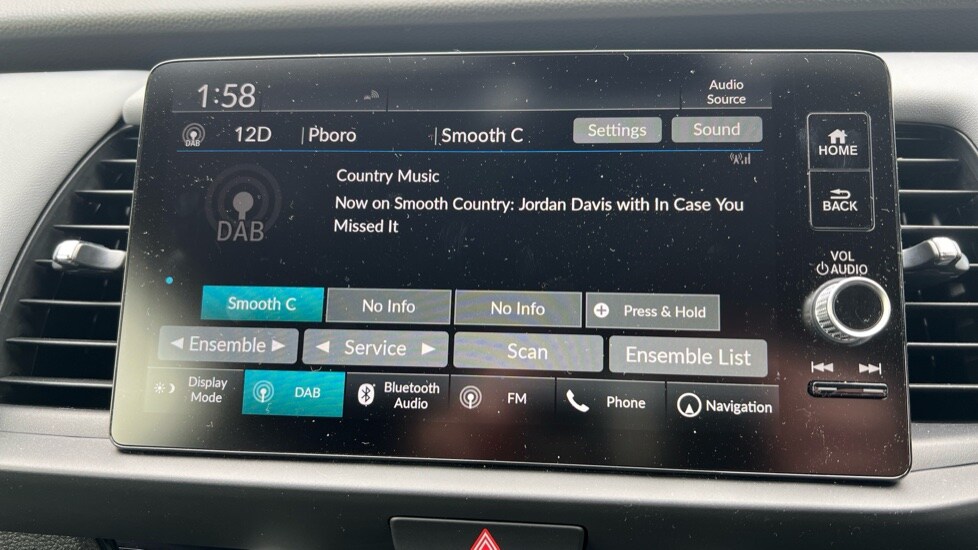 1:58
Audio
Source
DAB
12D
Pboro
Smooth C
Settings
Sound
HOME
BACK
DAB
Country Music
Now on Smooth Country: Jordan Davis with In Case You
Missed It
VOL
AUDIO
Smooth C
No Info
No Info
Press & Hold
Ensemble
Service
Scan
Ensemble List
Display
Mode
DAB
Bluetooth
Audio
FM
Phone
Navigation